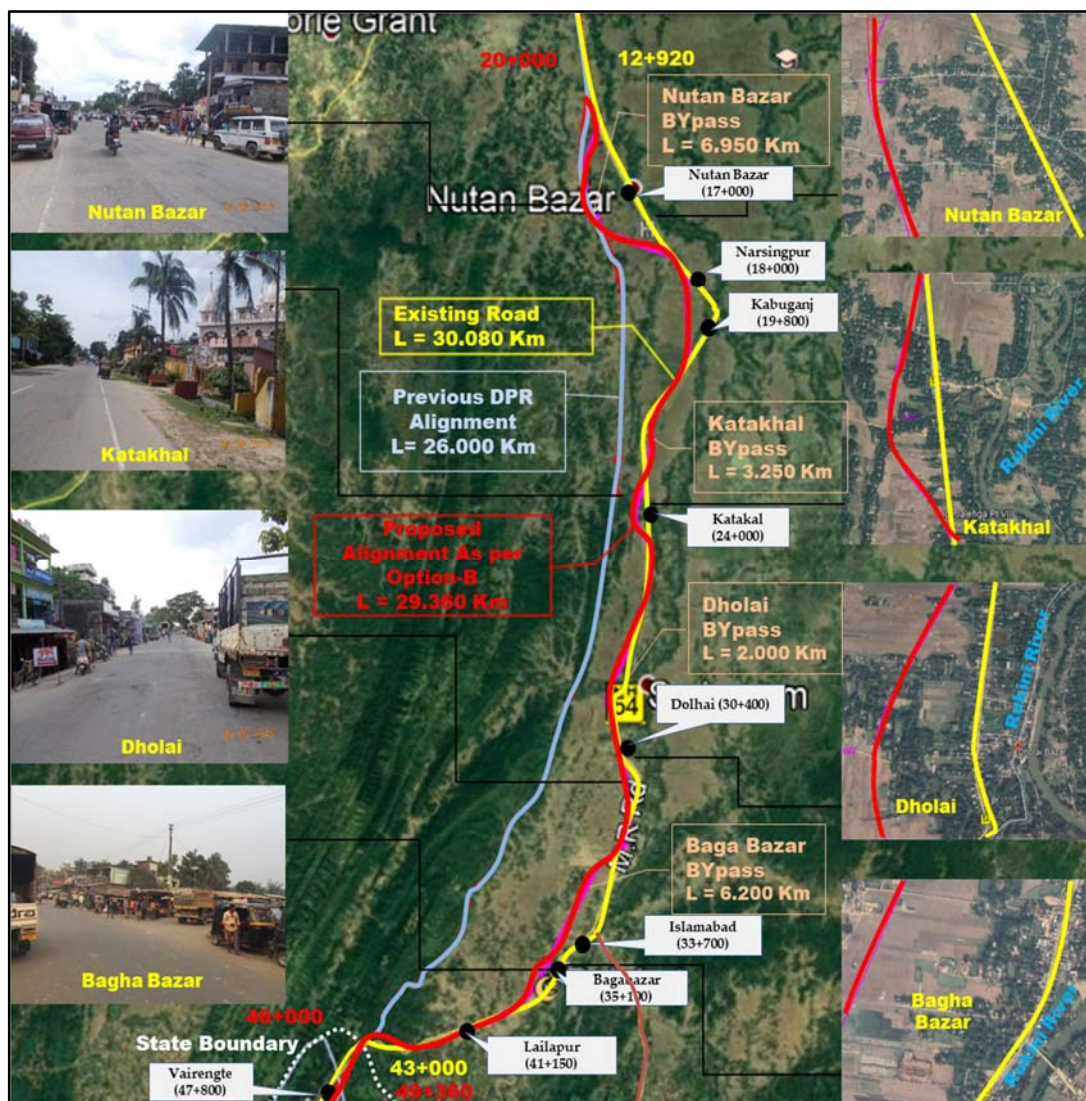 orie Grant
20+000
12+920
Nutan Bazar
BYpass
L = 6.950 Km
Nutan Bazar
(17+000)
Nutan Bazar
Nutan Bazar
Nutan Bazar
Narsingpur
(18+000)
Kabuganj
(19+800)
Existing Road
L = 30.080 Km
Previous DPR
Alignment
L= 26.000 Km
Katakhal
BYpass
L = 3.250 Km
Katakhal
Rukini River
Katakhal
Katakal
(24+000)
Proposed
Alignment As per
Option-B
L = 29.360 Km
Dholai
BYpass
L = 2.000 Km
54
Dolhai (30+400)
Dholai
Rukini River
Dholai
M.R Rd
Baga Bazar
BYpass
L = 6.200 Km
Islamabad
(33+700)
Bagabazar
(35+100)
Bagha Bazar
Bagha
Bazar
Rukini River
46+000
State Boundary
Vairengte
(47+800)
43+000
49+360
Lailapur
(41+150)